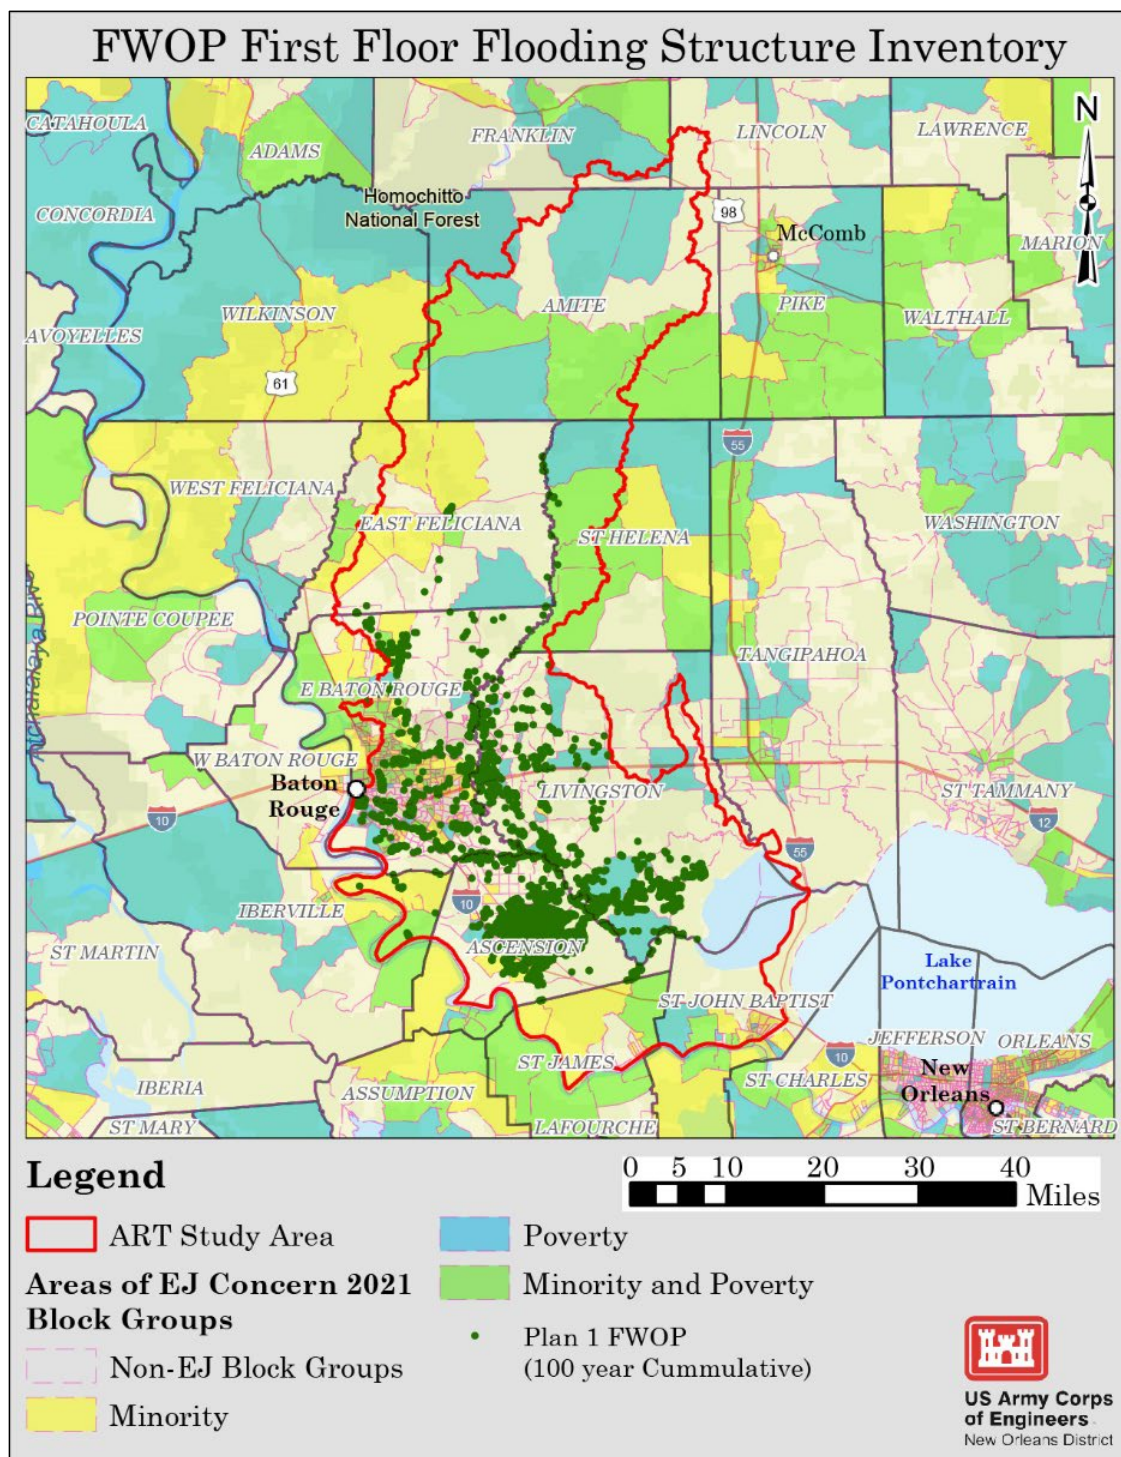 FWOP First Floor Flooding Structure Inventory
CATAHOULA
ADAMS
FRANKLIN
LINCOLN
LAWRENCE
N
CONCORDIA
Homochitto
National Forest
98
McComb
MARION
AVOYELLES
WILKINSON
AMITE
PIKE
WALTHALL
61
55
WEST FELICIANA
EAST FELICIANA
ST HELENA
WASHINGTON
POINTE COUPEE
TANGIPAHOA
E BATON ROUGE
W BATON ROUGE
Baton
Rouge
LIVINGSTON
ST TAMMANY
10
12
55
IBERVILLE
10
ST MARTIN
ASCENSION
Lake
Pontchartrain
ST JOHN BAPTIST
JEFFERSON
ORLEANS
10
ST JAMES
New
Orleans
IBERIA
ASSUMPTION
ST CHARLES
ST MARY
LAFOURCHE
ST BERNARD
Legend
0 5 10 20 30 40
Miles
ART Study Area
Poverty
Areas of EJ Concern 2021
Block Groups
Minority and Poverty
Plan 1 FWOP
(100 year Cummulative)
Non-EJ Block Groups
Minority
US Army Corps
of Engineers
New Orleans District